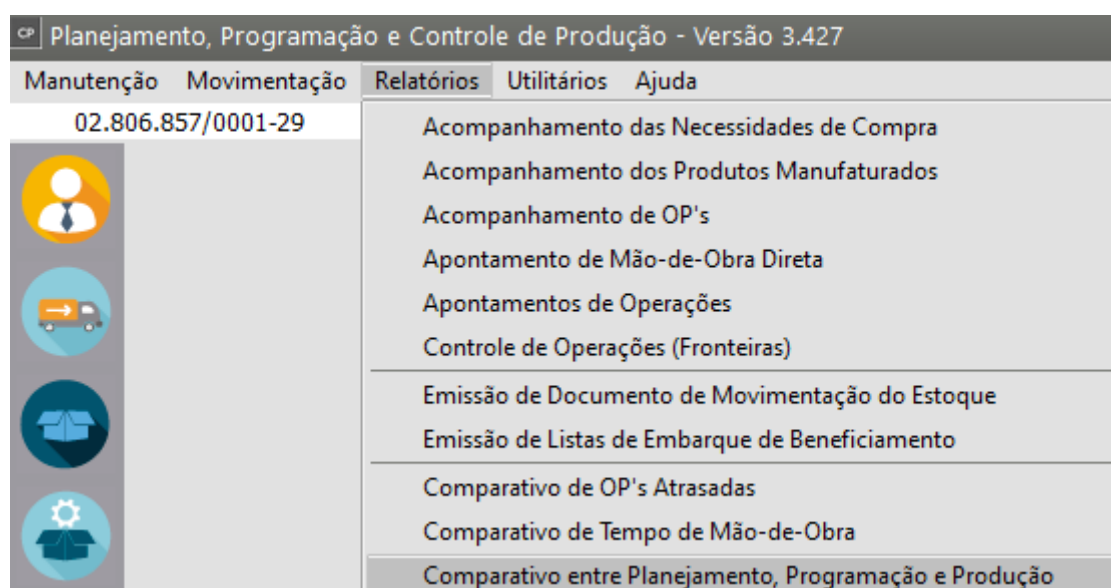 CP Planejamento, Programação e Controle de Produção - Versão 3.427
Manutenção Movimentação Relatórios Utilitários Ajuda
02.806.857/0001-29
Acompanhamento das Necessidades de Compra
Acompanhamento dos Produtos Manufaturados
Acompanhamento de OP's
Apontamento de Mão-de-Obra Direta
Apontamentos de Operações
Controle de Operações (Fronteiras)
Emissão de Documento de Movimentação do Estoque
Emissão de Listas de Embarque de Beneficiamento
Comparativo de OP's Atrasadas
Comparativo de Tempo de Mão-de-Obra
Comparativo entre Planejamento, Programação e Produção